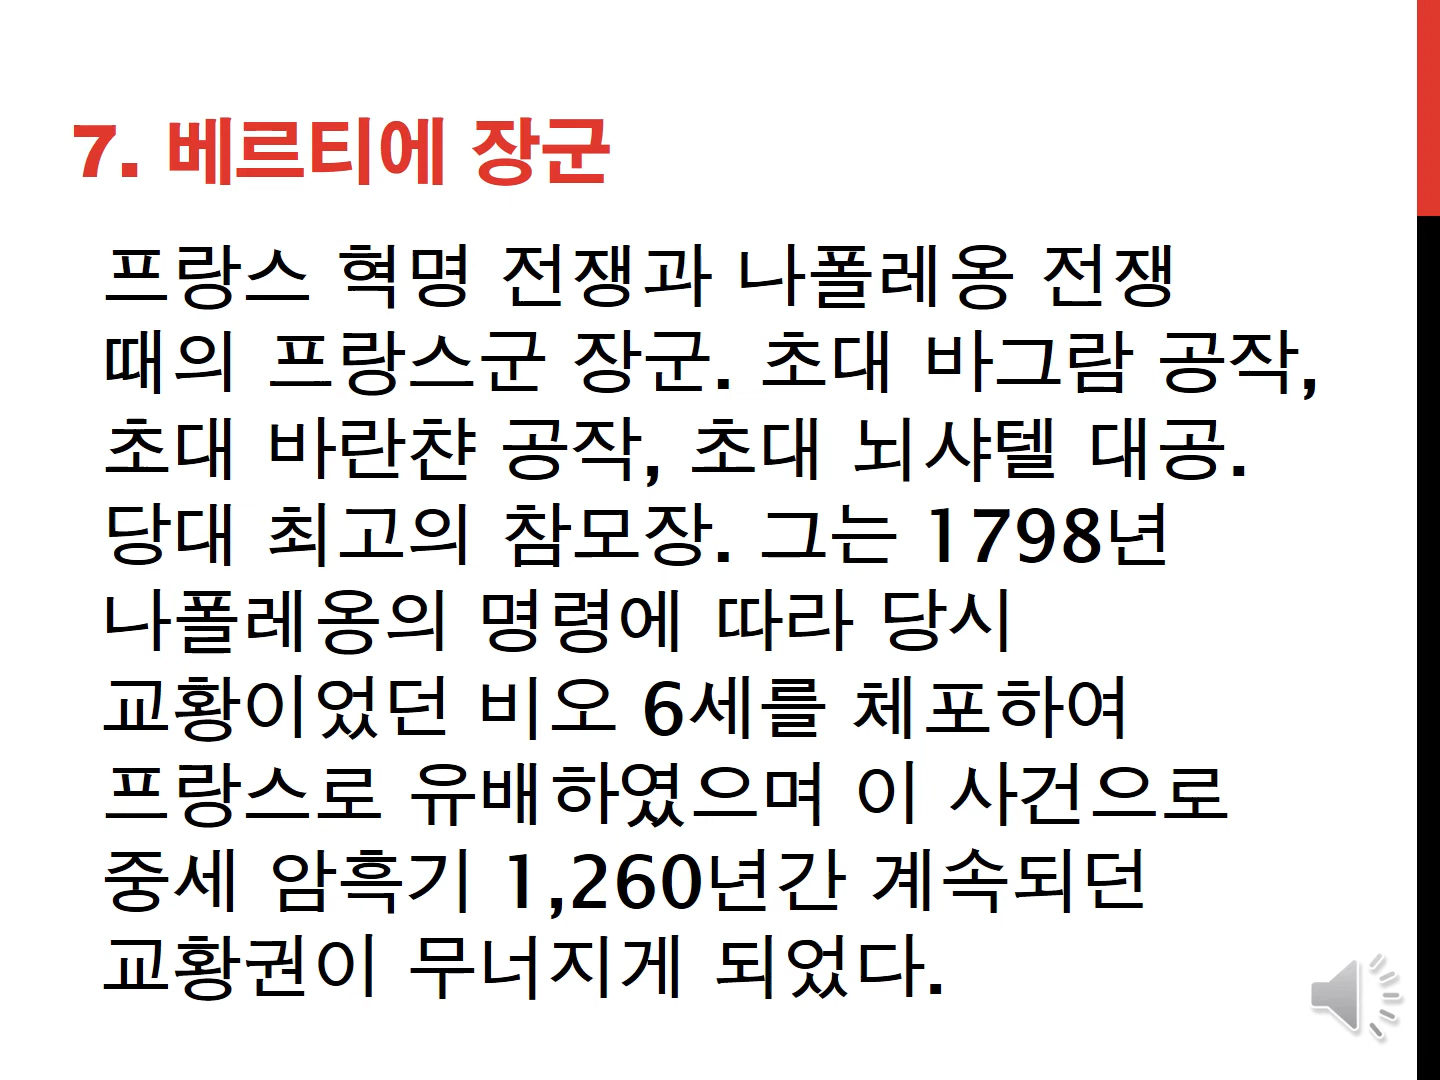 7. 베르티에 장군
프랑스 혁명 전쟁과 나폴레옹 전쟁
때의 프랑스군 장군. 초대 바그람 공작,
초대 바란챤 공작, 초대 뇌샤텔 대공.
당대 최고의 참모장. 그는 1798년
나폴레옹의 명령에 따라 당시
교황이었던 비오 6세를 체포하여
프랑스로 유배하였으며 이 사건으로
중세 암흑기 1,260년간 계속되던
교황권이 무너지게 되었다.